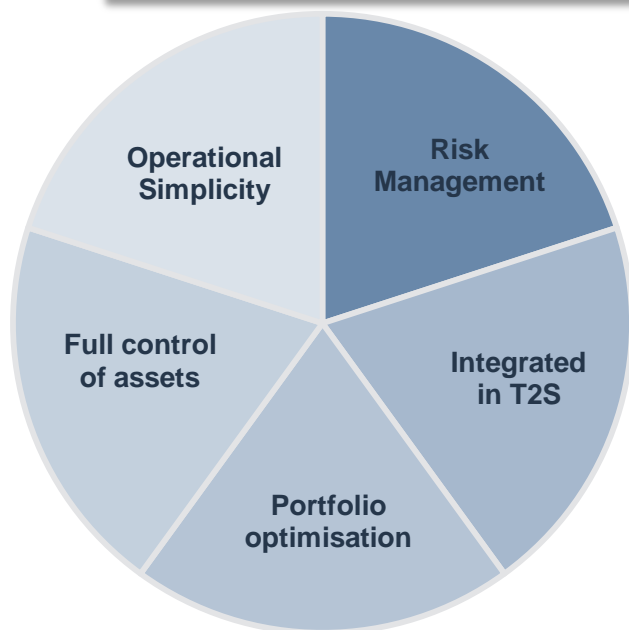 Operational
Simplicity
Risk
Management
Full control
of assets
Integrated
in T2S
Portfolio
optimisation